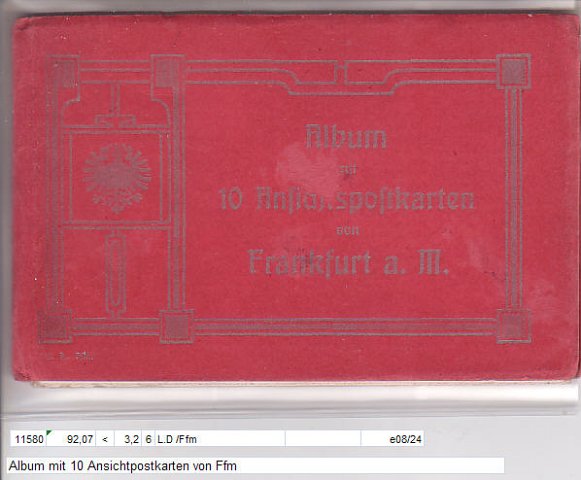 Album
mit
10 Ansichtspostkarten
von
Frankfurt a. M.
11580 92,07 < 3,2 6 L.D /Ffm e08/24
Album mit 10 Ansichtpostkarten von Ffm